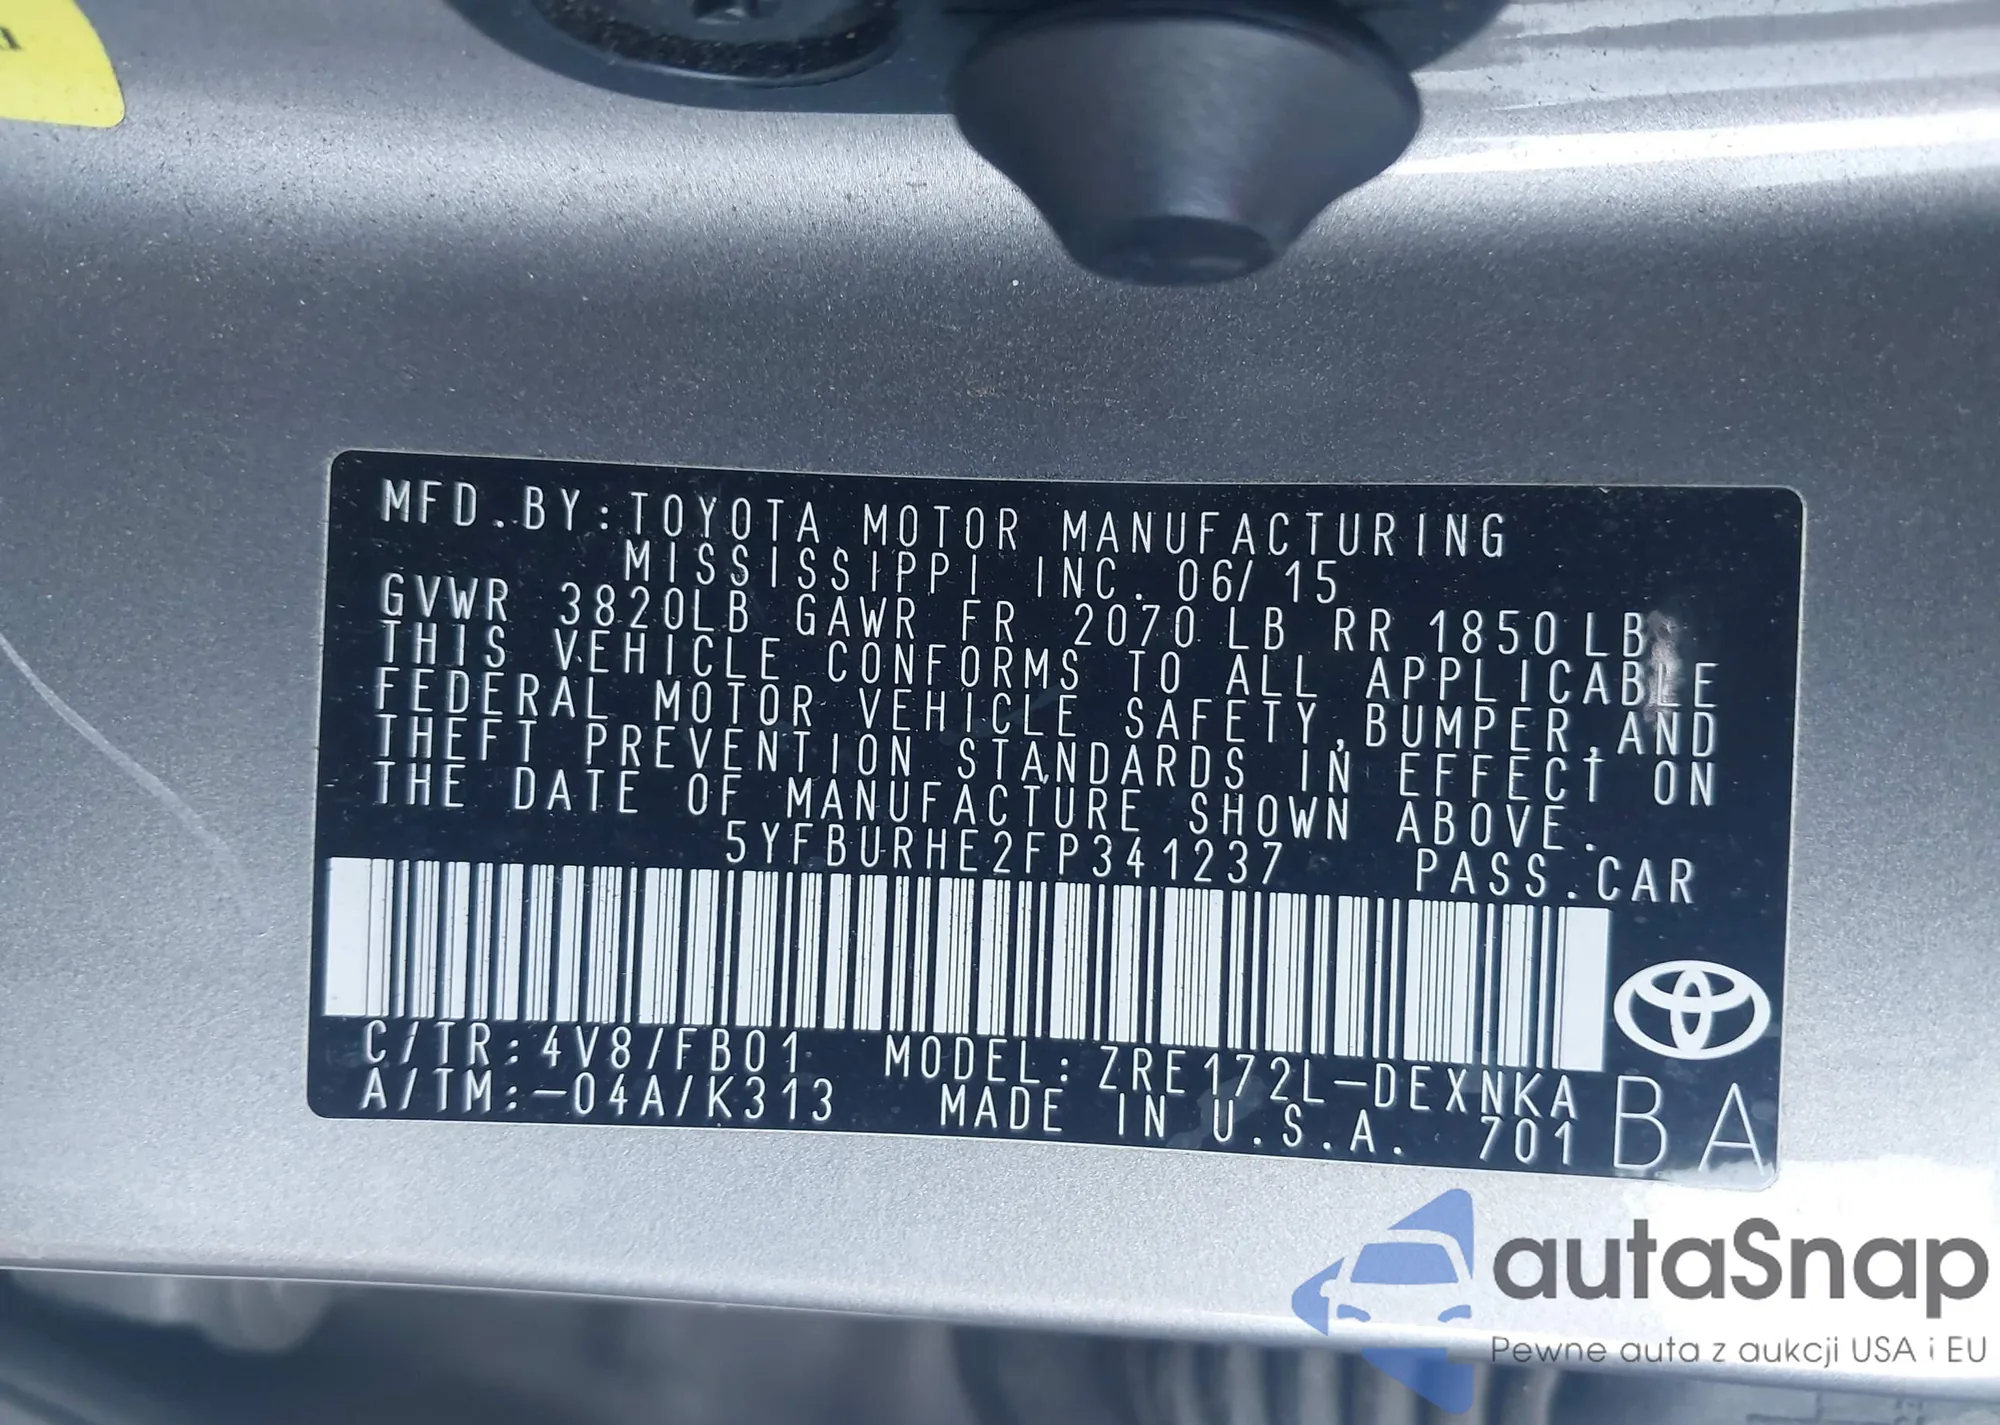 MFD.BY:TOYOTA MOTOR MANUFACTURING
MISSISSIPPI INC. 06/15
GVWR 3820LB GAWR FR 2070LB RR 1850LB
THIS VEHICLE CONFORMS TO ALL APPLICABLE
FEDERAL MOTOR VEHICLE SAFETY,BUMPER,AND
THEFT PREVENTION STANDARDS IN EFFECT ON
THE DATE OF MANUFACTURE SHOWN ABOVE.
5YFBURHE2FP341237 PASS.CAR
C/TR:4V8/FB01 MODEL:ZRE172L-DEXNKA
A/TM:-04A/K313 MADE IN U.S.A. 701 BA
autaSnap
Pewne auta z aukcji USA i EU